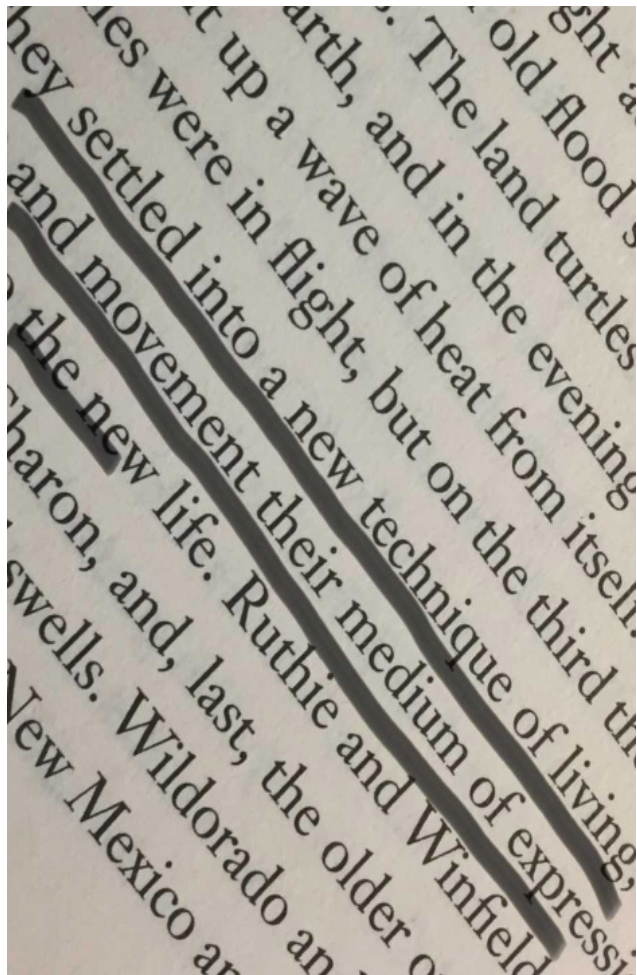 ght a
old flood s
. The land turtles
arth, and in the evening
t up a wave of heat from itself.
es were in flight, but on the third the
hey settled into a new technique of living,
and movement their medium of expressi
the new life. Ruthie and Winfield
haron, and, last, the older o
swells. Wildorado an
New Mexico an